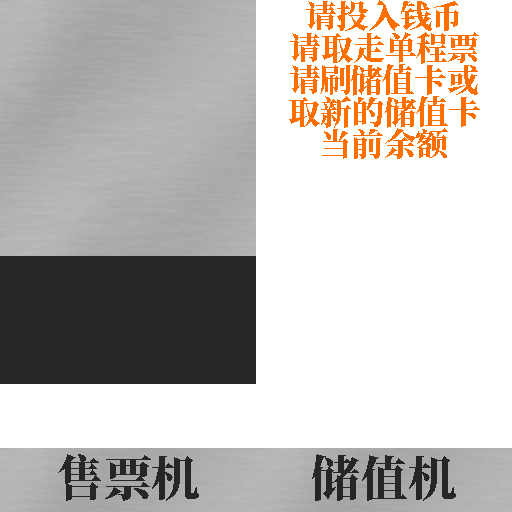 请投入钱币
请取走单程票
请刷储值卡或
取新的储值卡
当前余额
售票机
储值机